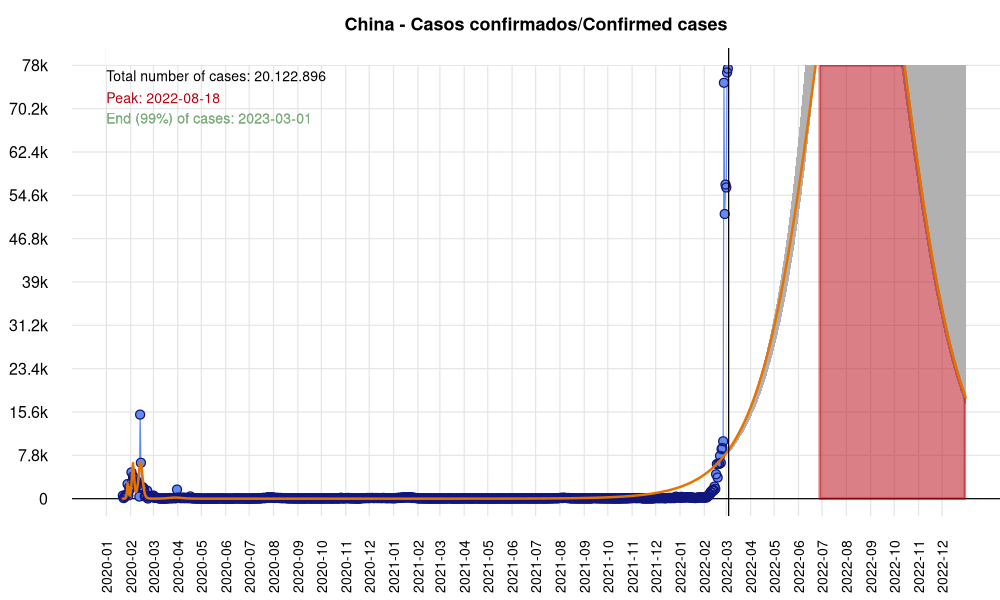 China - Casos confirmados/Confirmed cases
Total number of cases: 20.122.896
Peak: 2022-08-18
End (99%) of cases: 2023-03-01
78k
70.2k
62.4k
54.6k
46.8k
39k
31.2k
23.4k
15.6k
7.8k
0
2020-01
2020-02
2020-03
2020-04
2020-05
2020-06
2020-07
2020-08
2020-09
2020-10
2020-11
2020-12
2021-01
2021-02
2021-03
2021-04
2021-05
2021-06
2021-07
2021-08
2021-09
2021-10
2021-11
2021-12
2022-01
2022-02
2022-03
2022-04
2022-05
2022-06
2022-07
2022-08
2022-09
2022-10
2022-11
2022-12